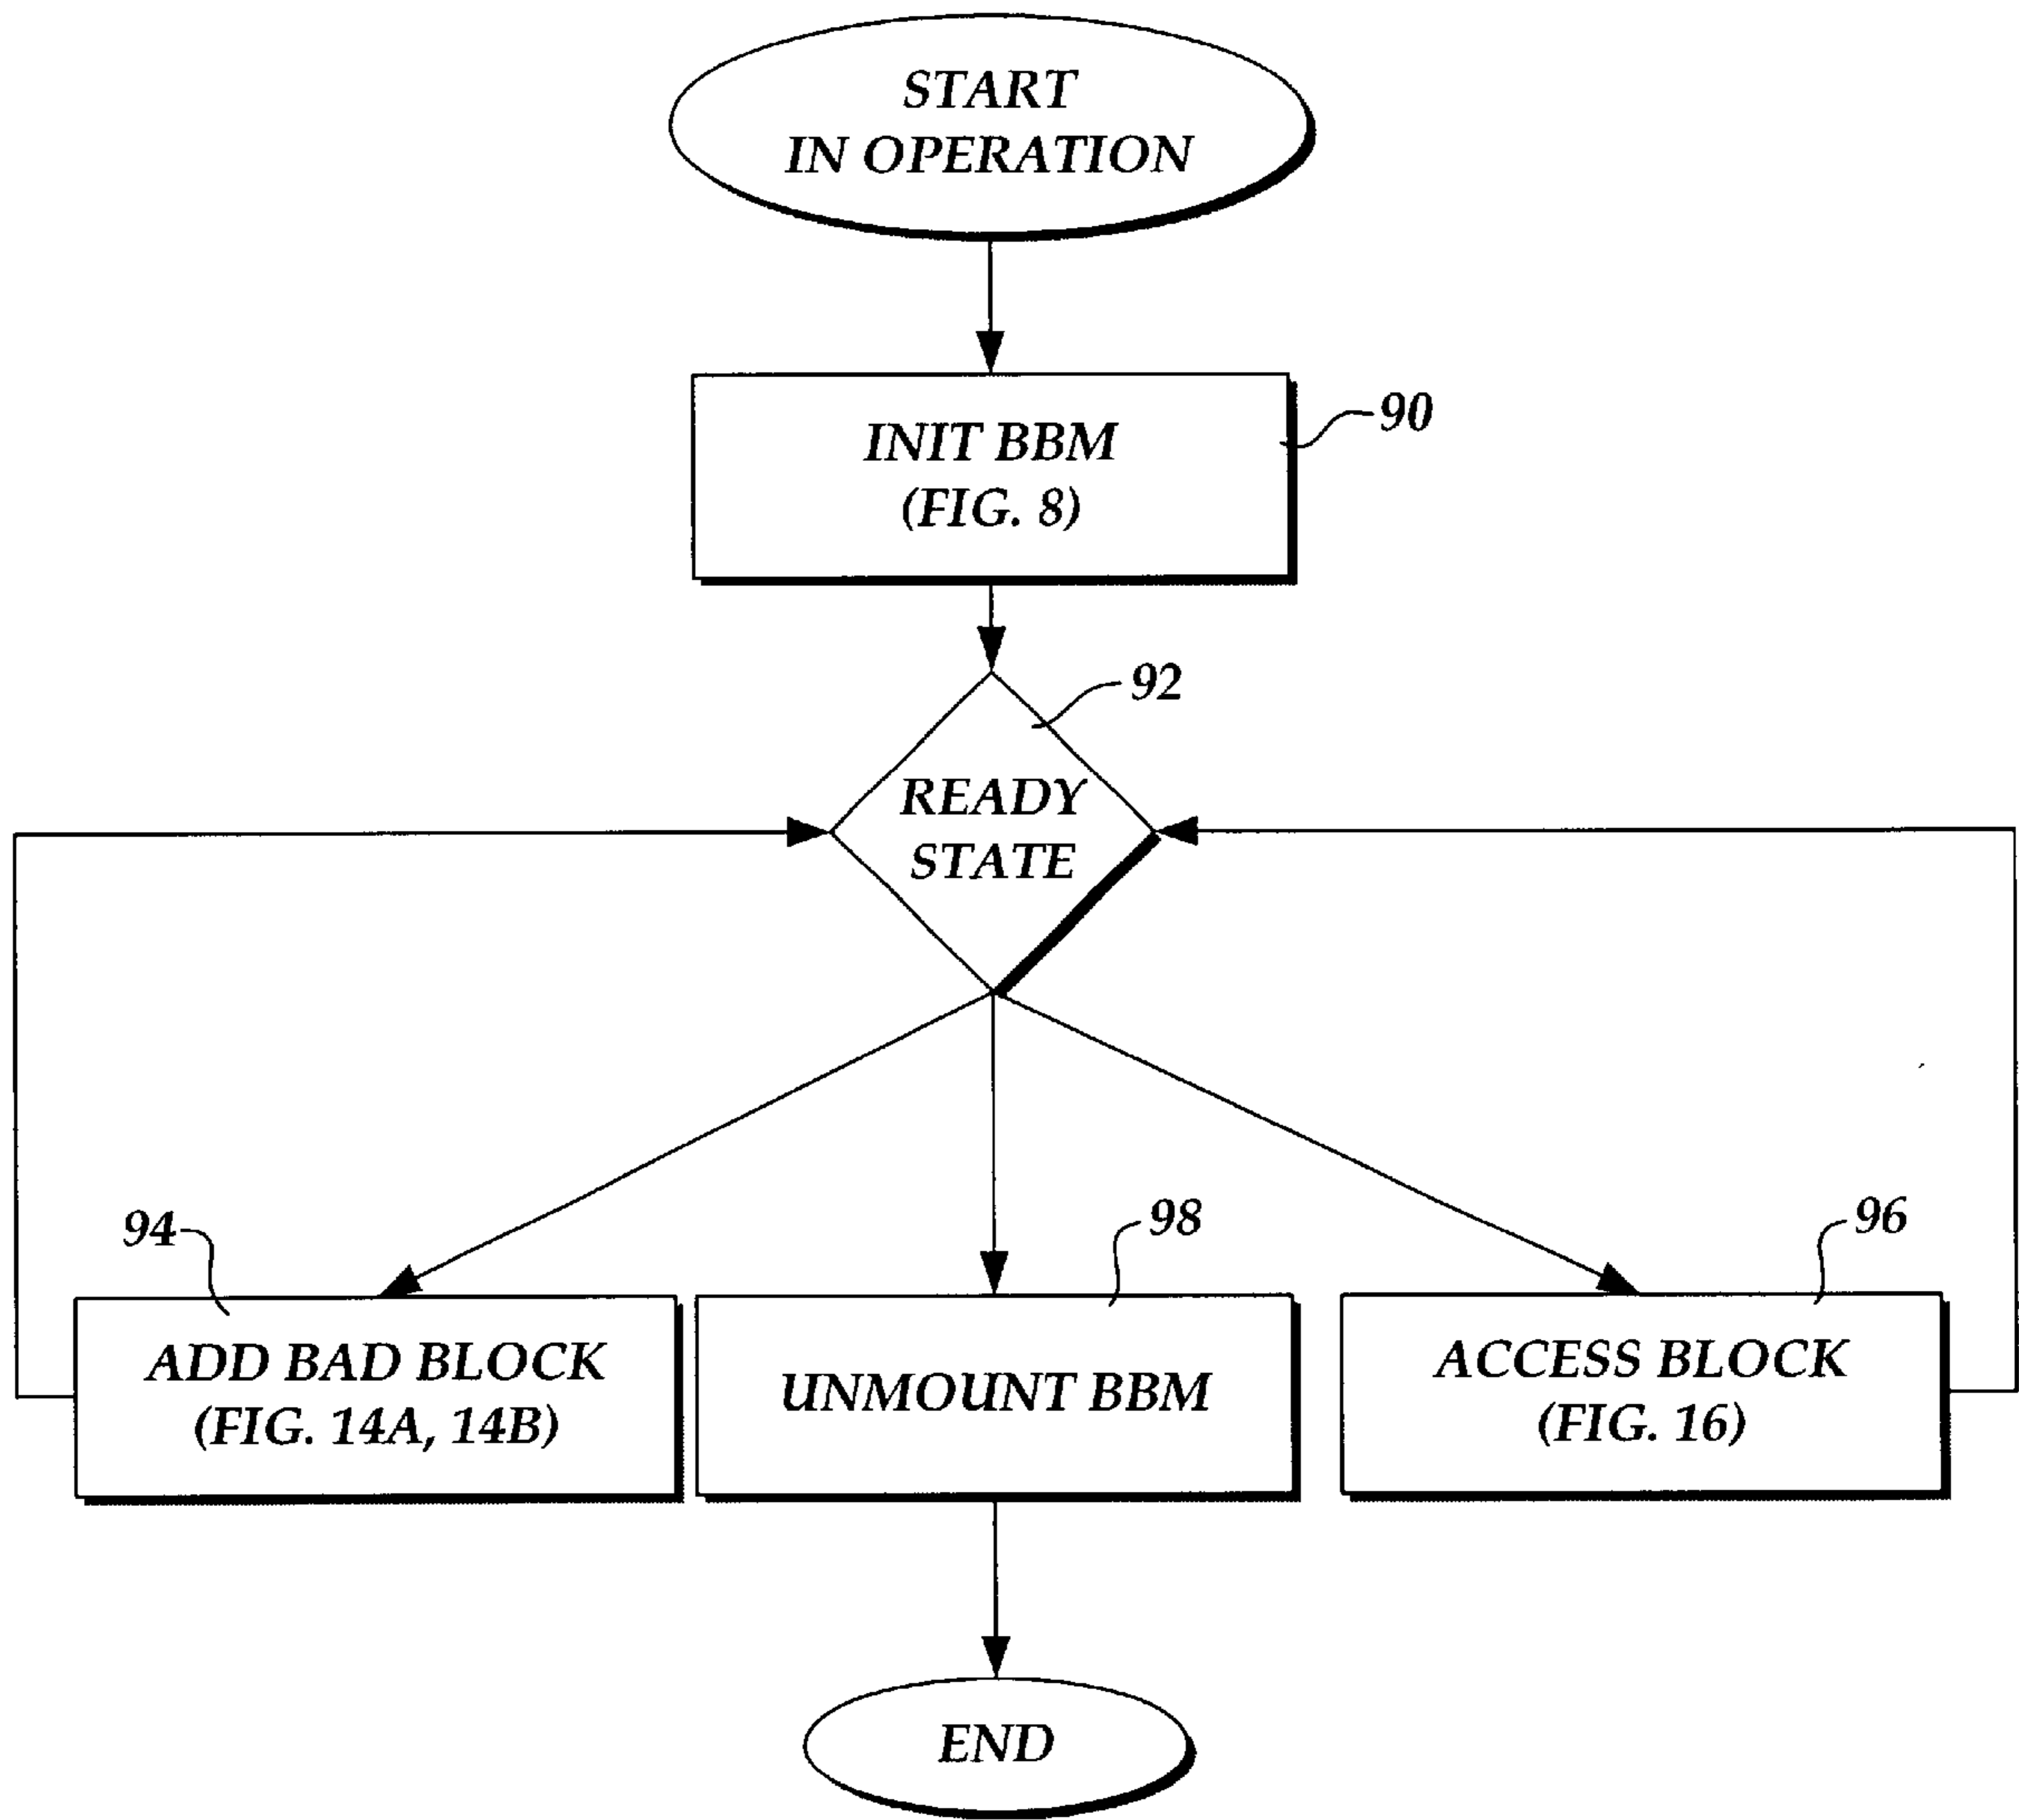 START
IN OPERATION
INIT BBM
(FIG. 8)
90
92
READY
STATE
94
98
96
ADD BAD BLOCK
(FIG. 14A, 14B)
UNMOUNT BBM
ACCESS BLOCK
(FIG. 16)
END